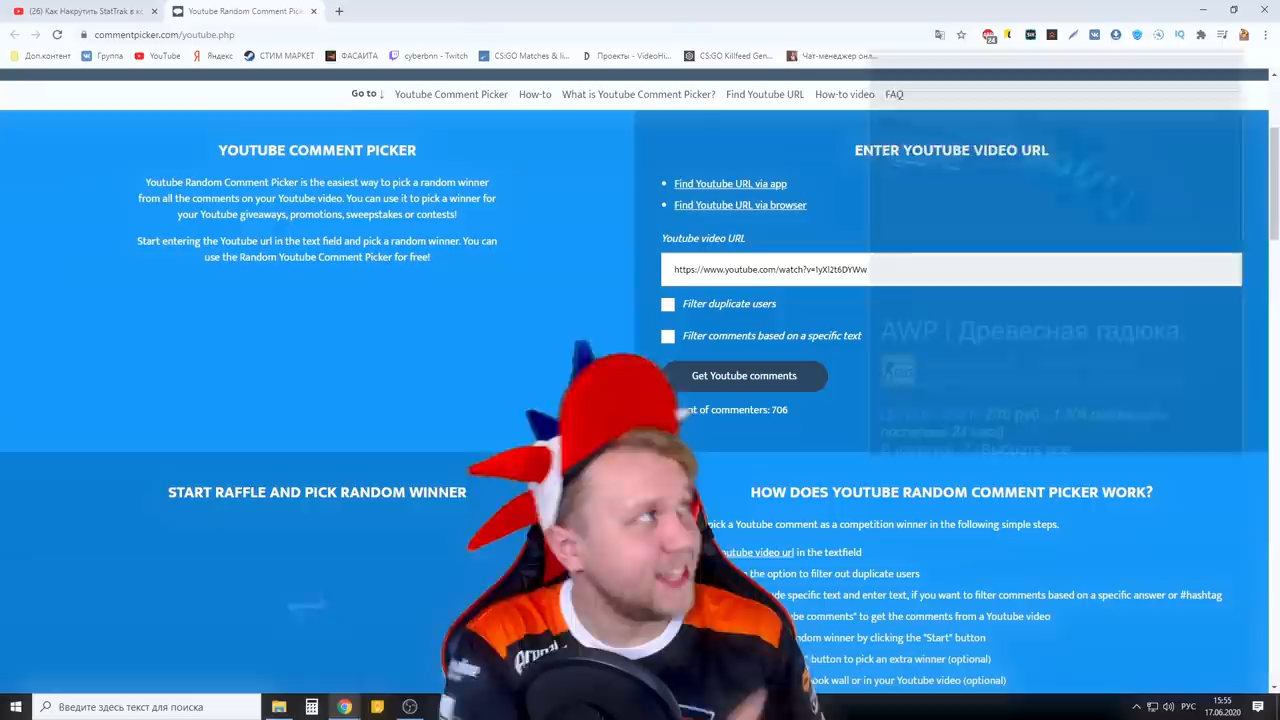 (26) Как Накрутить StatTrak в к
Youtube Random Comment Pick
commentpicker.com/youtube.php
24
Доп.контент
Группа
YouTube
Яндекс
СТИМ МАРКЕТ
ФАСАИТА
cyberbnn - Twitch
CS:GO Matches & li...
Проекты - VideoHi...
CS:GO Killfeed Gen...
Чат-менеджер онл...
Go to ↓ Youtube Comment Picker How-to What is Youtube Comment Picker? Find Youtube URL How-to video FAQ
YOUTUBE COMMENT PICKER
Youtube Random Comment Picker is the easiest way to pick a random winner
from all the comments on your Youtube video. You can use it to pick a winner for
your Youtube giveaways, promotions, sweepstakes or contests!
Start entering the Youtube url in the text field and pick a random winner. You can
use the Random Youtube Comment Picker for free!
ENTER YOUTUBE VIDEO URL
Find Youtube URL via app
Find Youtube URL via browser
Youtube video URL
https://www.youtube.com/watch?v=
Filter duplicate users
Filter comments based on a specific text
AWP | Древесная гадюка
Get Youtube comments
nt of commenters: 706
START RAFFLE AND PICK RANDOM WINNER
HOW DOES YOUTUBE RANDOM COMMENT PICKER WORK?
pick a Youtube comment as a competition winner in the following simple steps.
outube video url in the textfield
the option to filter out duplicate users
ude specific text and enter text, if you want to filter comments based on a specific answer or #hashtag
be comments" to get the comments from a Youtube video
ndom winner by clicking the "Start" button
" button to pick an extra winner (optional)
ook wall or in your Youtube video (optional)
Введите здесь текст для поиска
РУС
15:55
17.06.2020